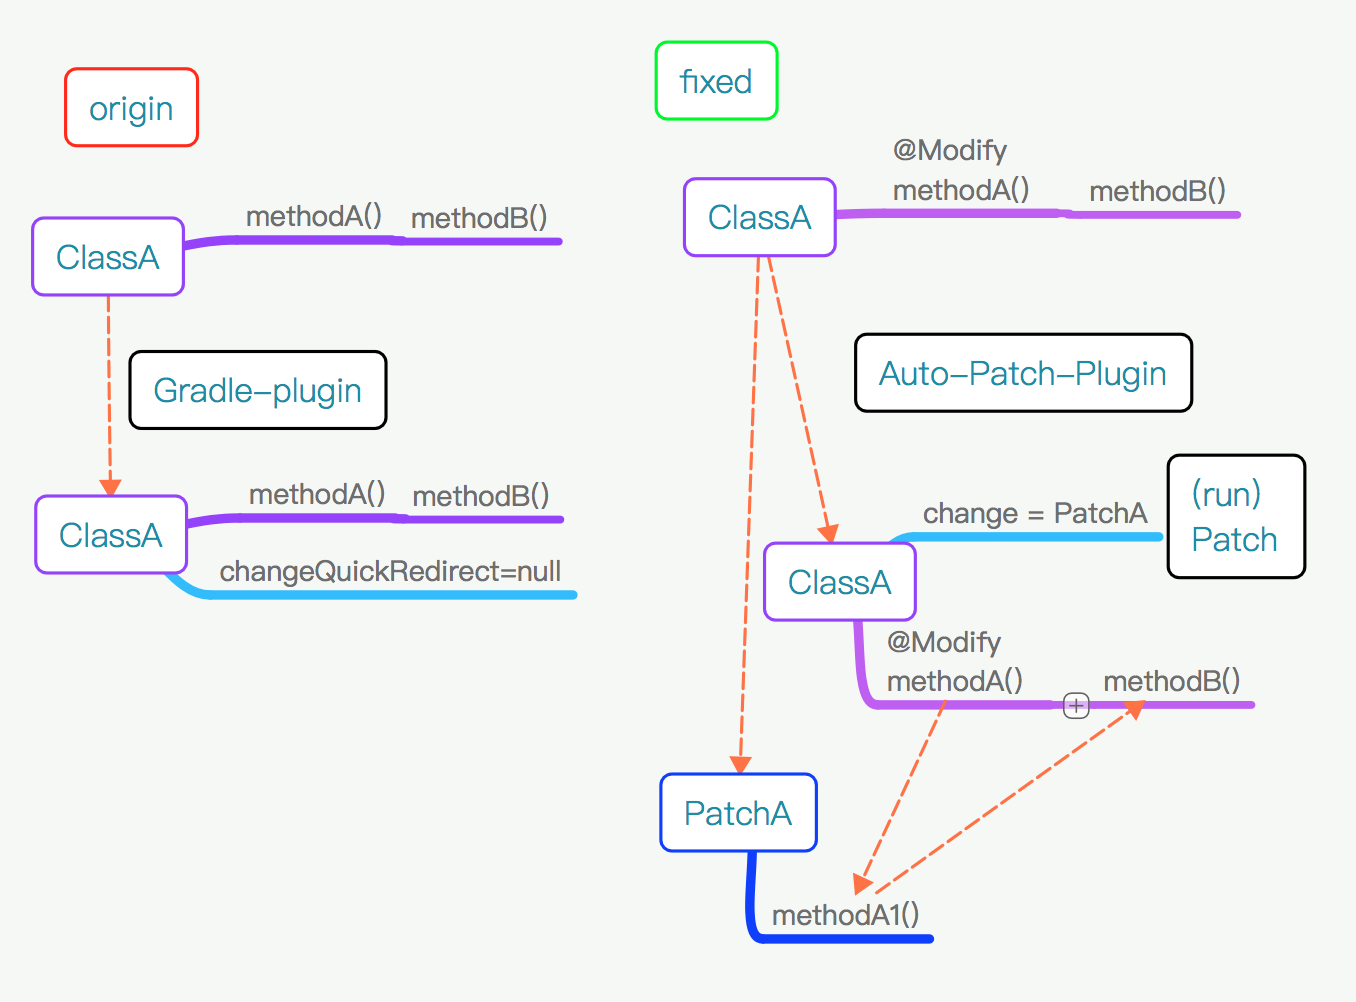 origin
ClassA
methodA()
methodB()
Gradle-plugin
ClassA
methodA()
methodB()
changeQuickRedirect=null
fixed
ClassA
@Modify
methodA()
methodB()
Auto-Patch-Plugin
(run)
Patch
change = PatchA
ClassA
@Modify
methodA()
methodB()
PatchA
methodA1()